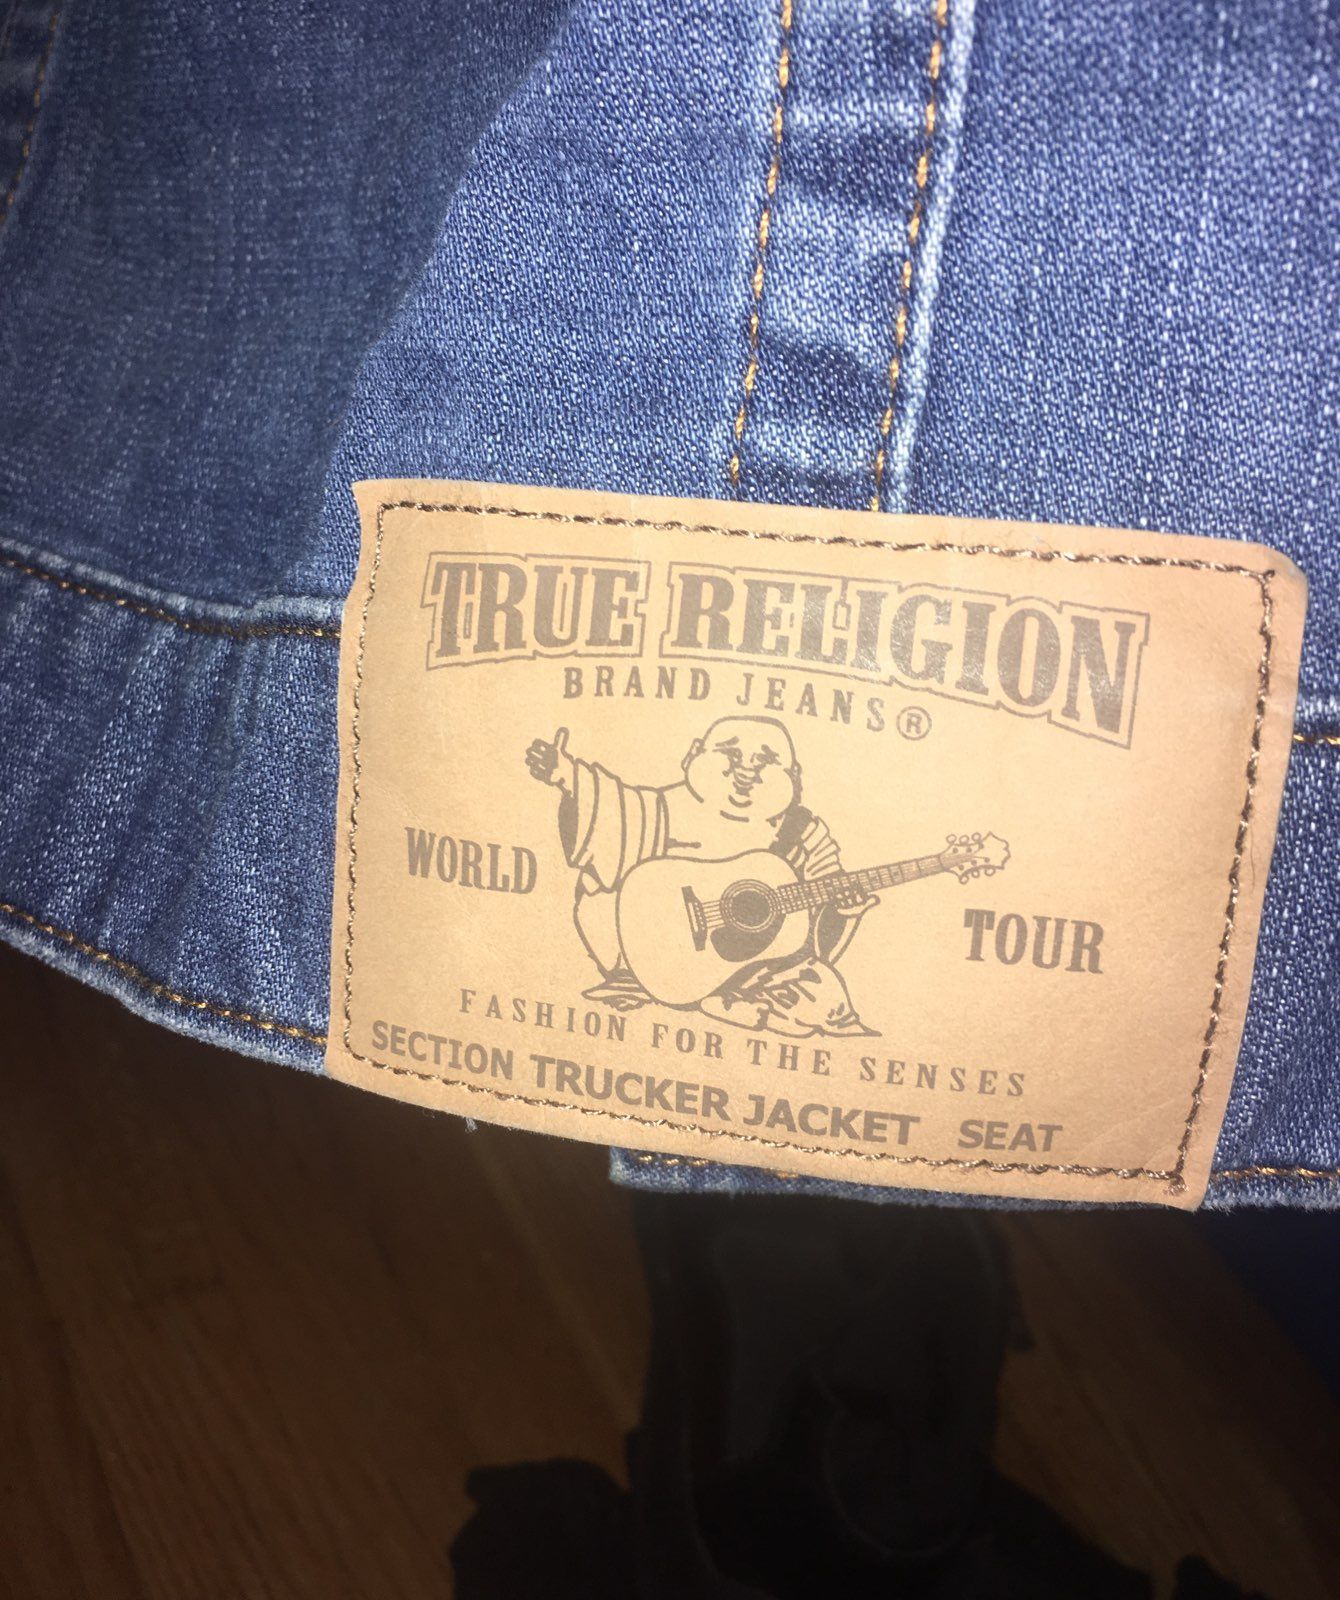 TRUE RELIGION
BRAND JEANS®
WORLD TOUR
FASHION FOR THE SENSES
SECTION TRUCKER JACKET SEAT